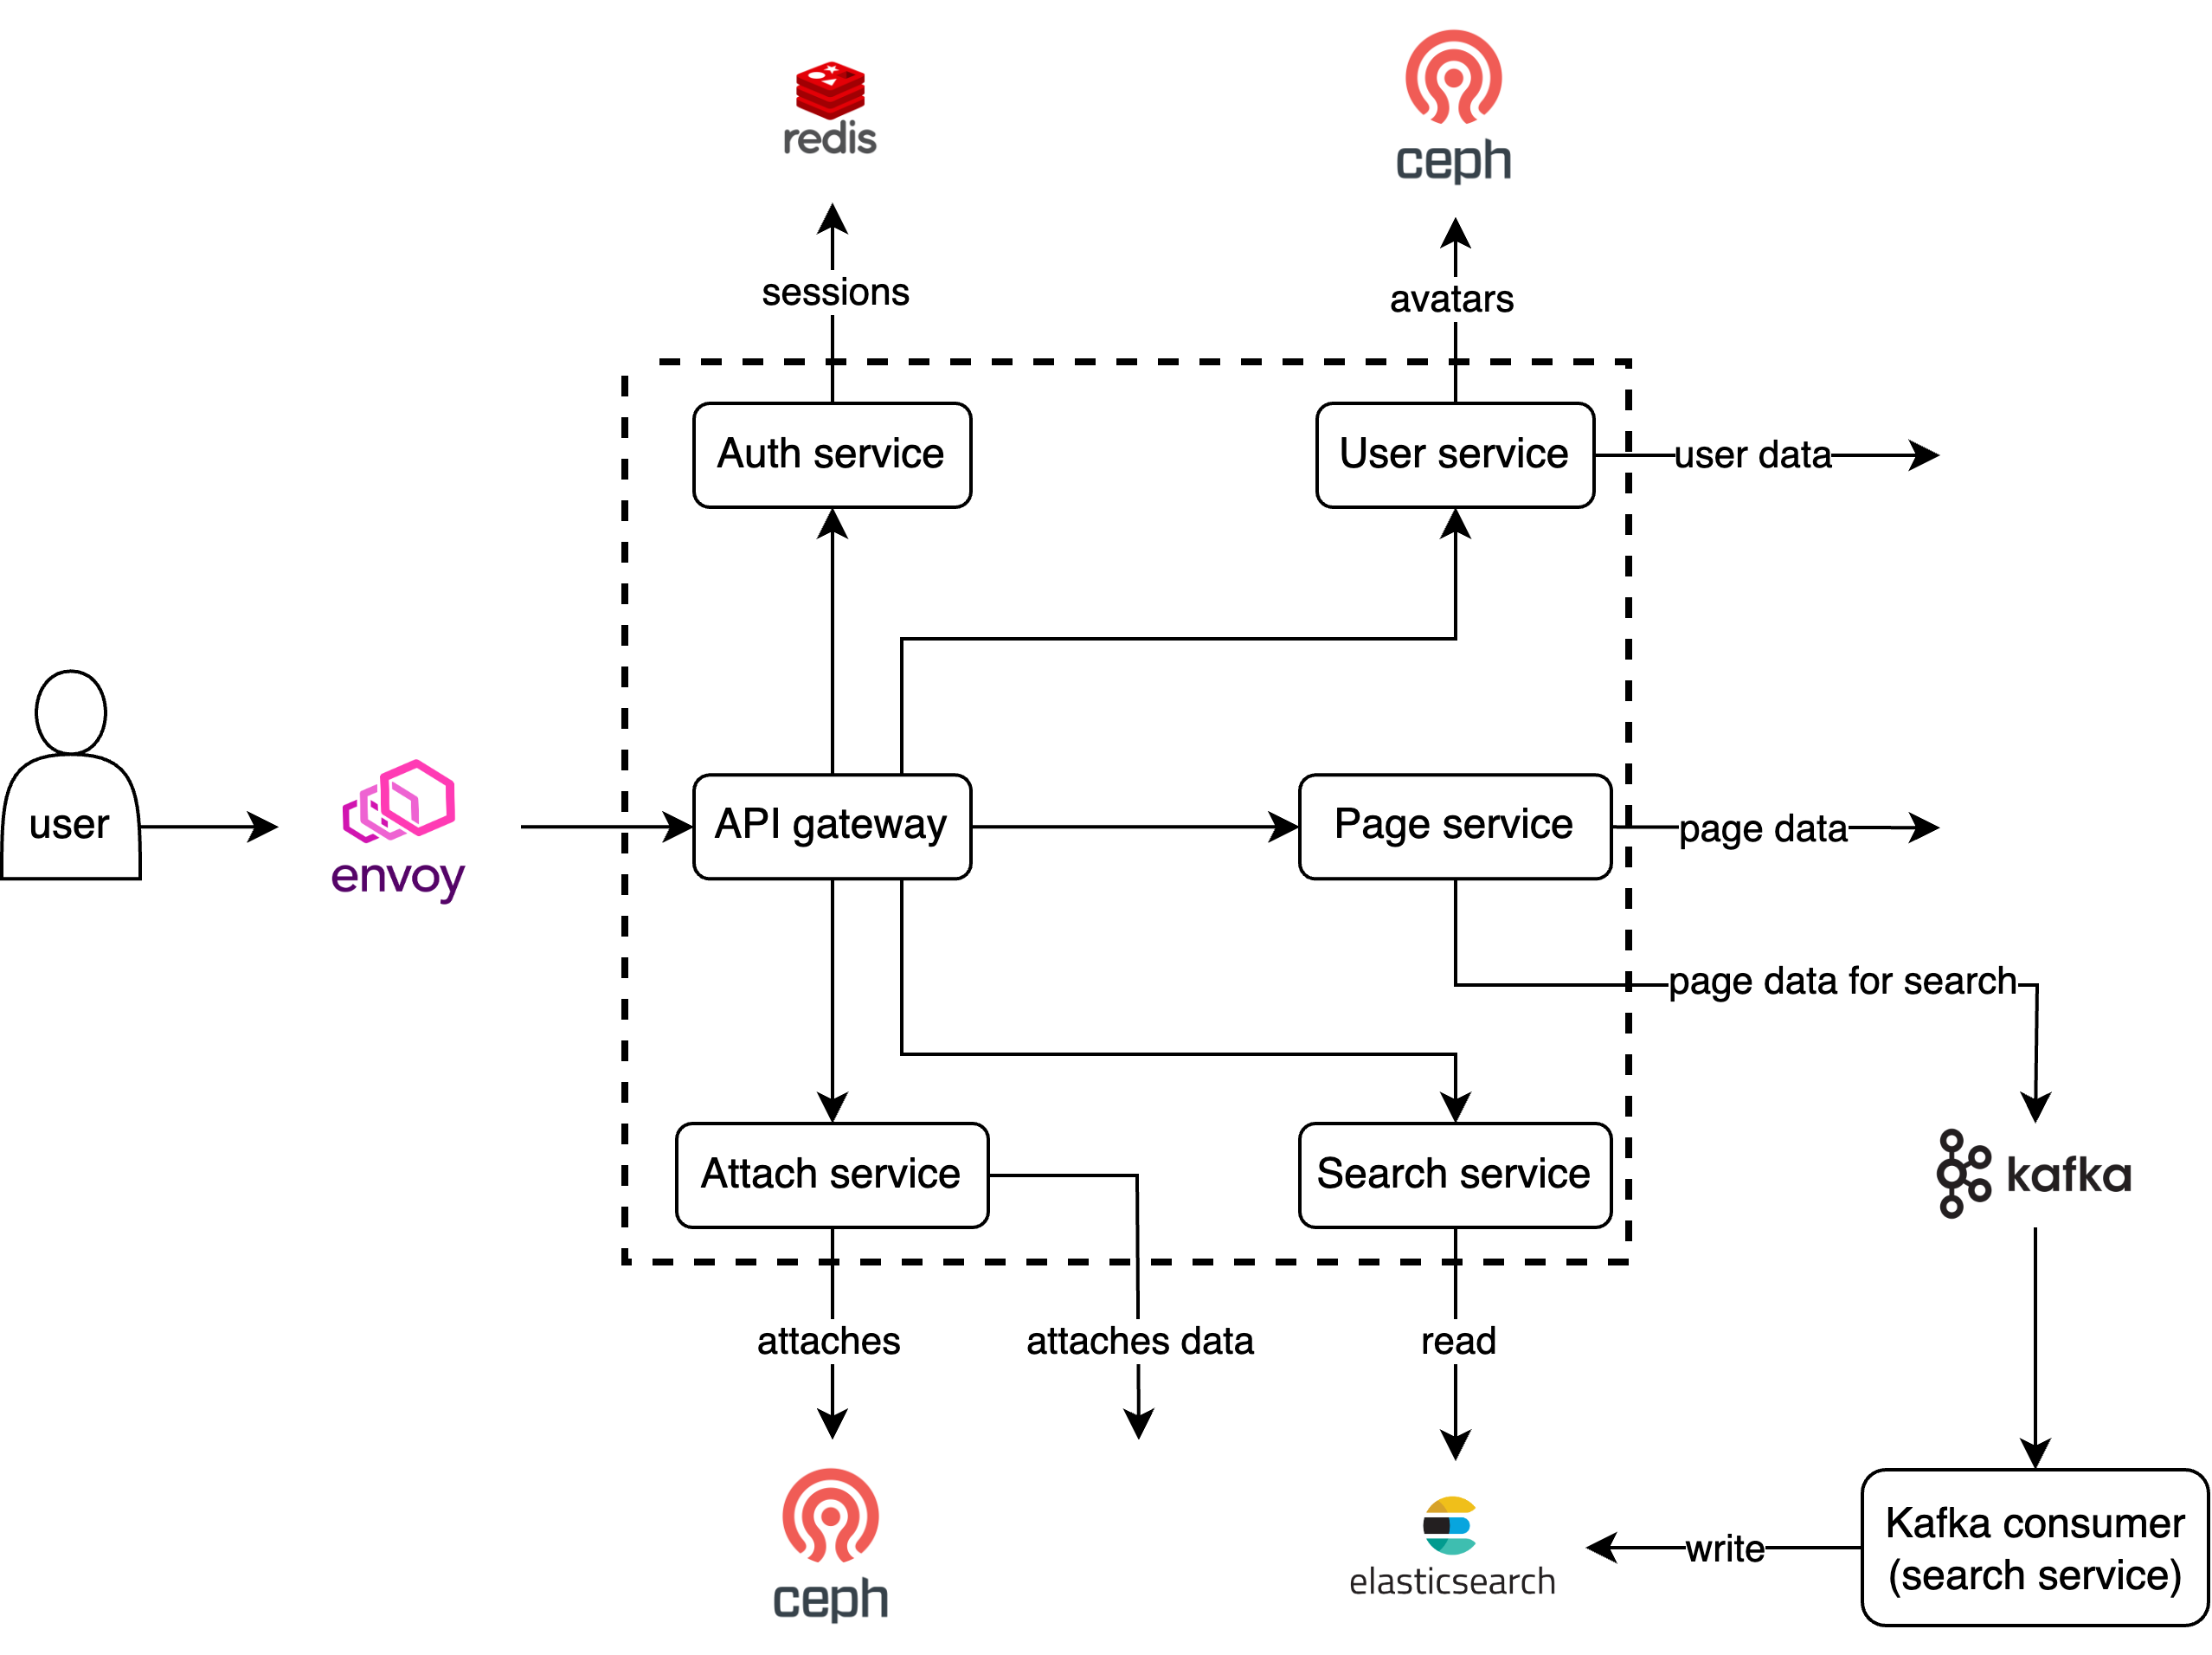 redis
ceph
sessions
avatars
Auth service
User service
user data
user
envoy
API gateway
Page service
page data
page data for search
Attach service
Search service
kafka
attaches
attaches data
read
ceph
elasticsearch
write
Kafka consumer
(search service)